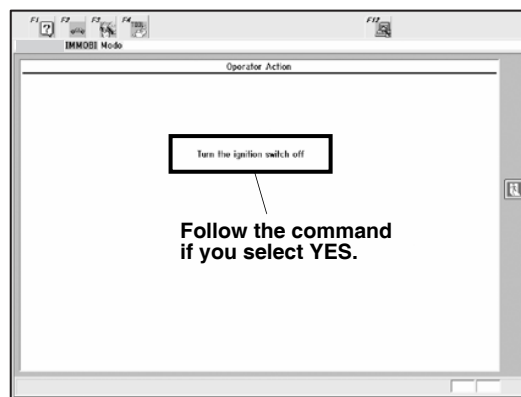 F1 F2 F3 F4 F12
IMMOBI Mode
Operator Action
Turn the ignition switch off
Follow the command
if you select YES.